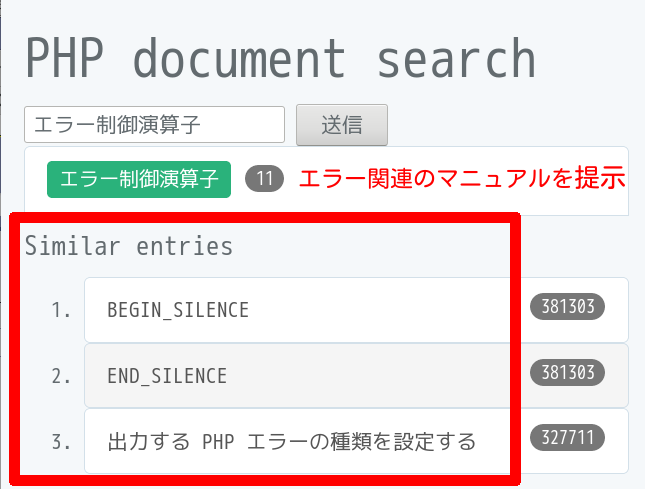 PHP document search
エラー制御演算子 送信
エラー制御演算子 11 エラー関連のマニュアルを提示
Similar entries
1. BEGIN_SILENCE 381303
2. END_SILENCE 381303
3. 出力する PHP エラーの種類を設定する 327711